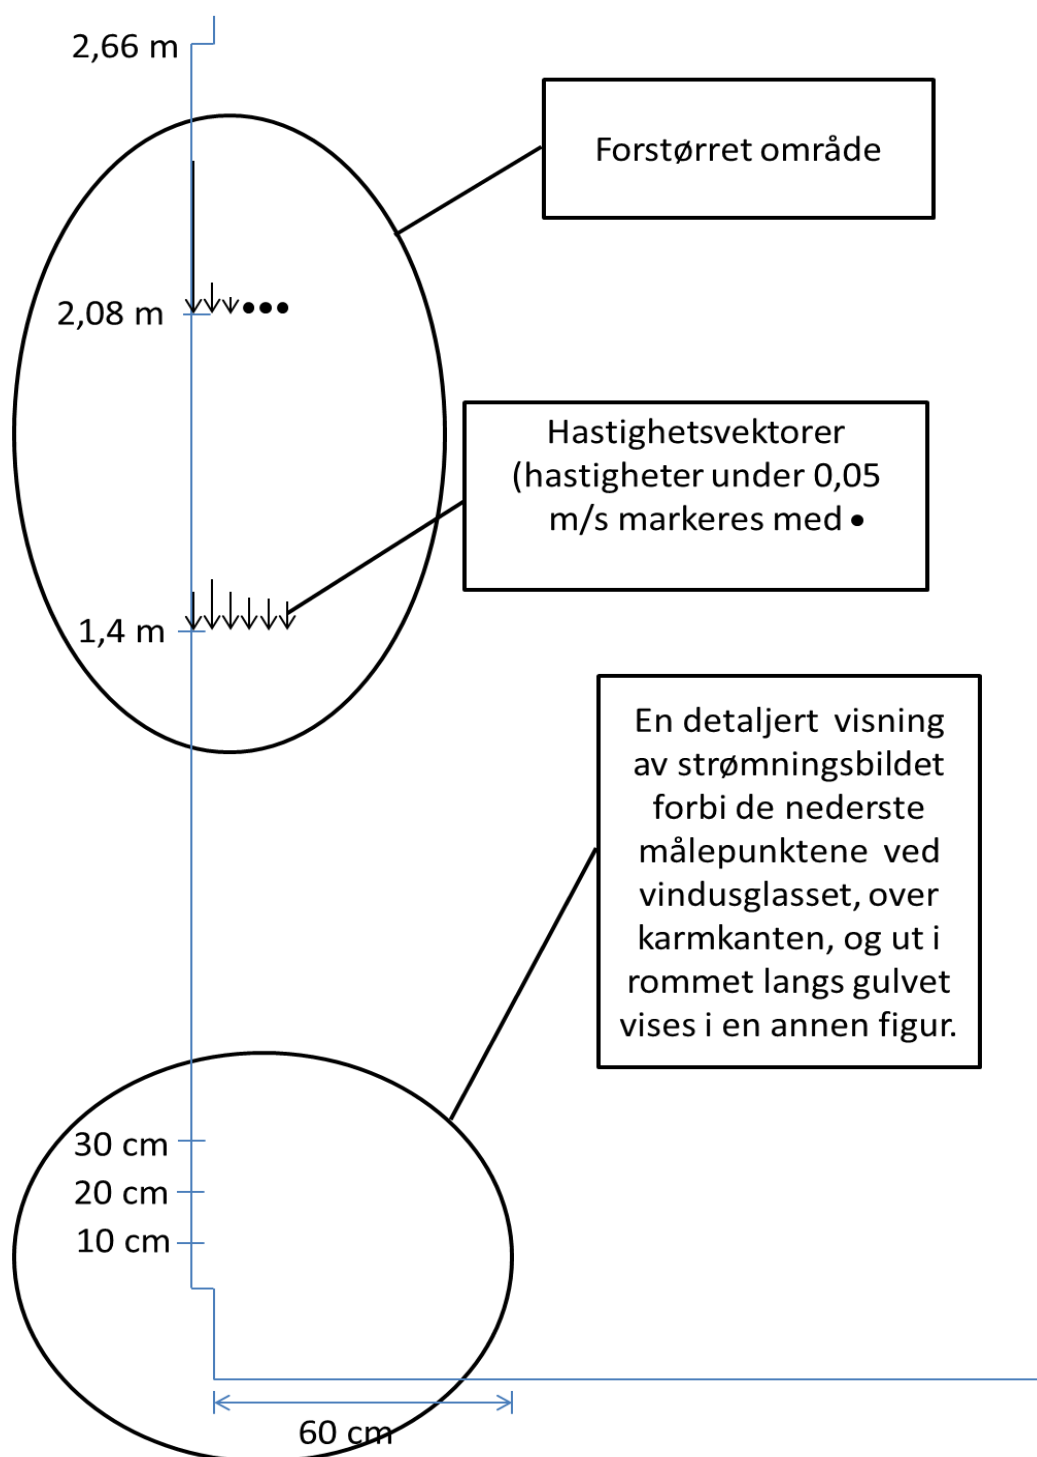 2,66 m
Forstørret område
2,08 m
Hastighetsvektorer
(hastigheter under 0,05
m/s markeres med •
1,4 m
En detaljert visning
av strømningsbildet
forbi de nederste
målepunktene ved
vindusglasset, over
karmkanten, og ut i
rommet langs gulvet
vises i en annen figur.
30 cm
20 cm
10 cm
60 cm